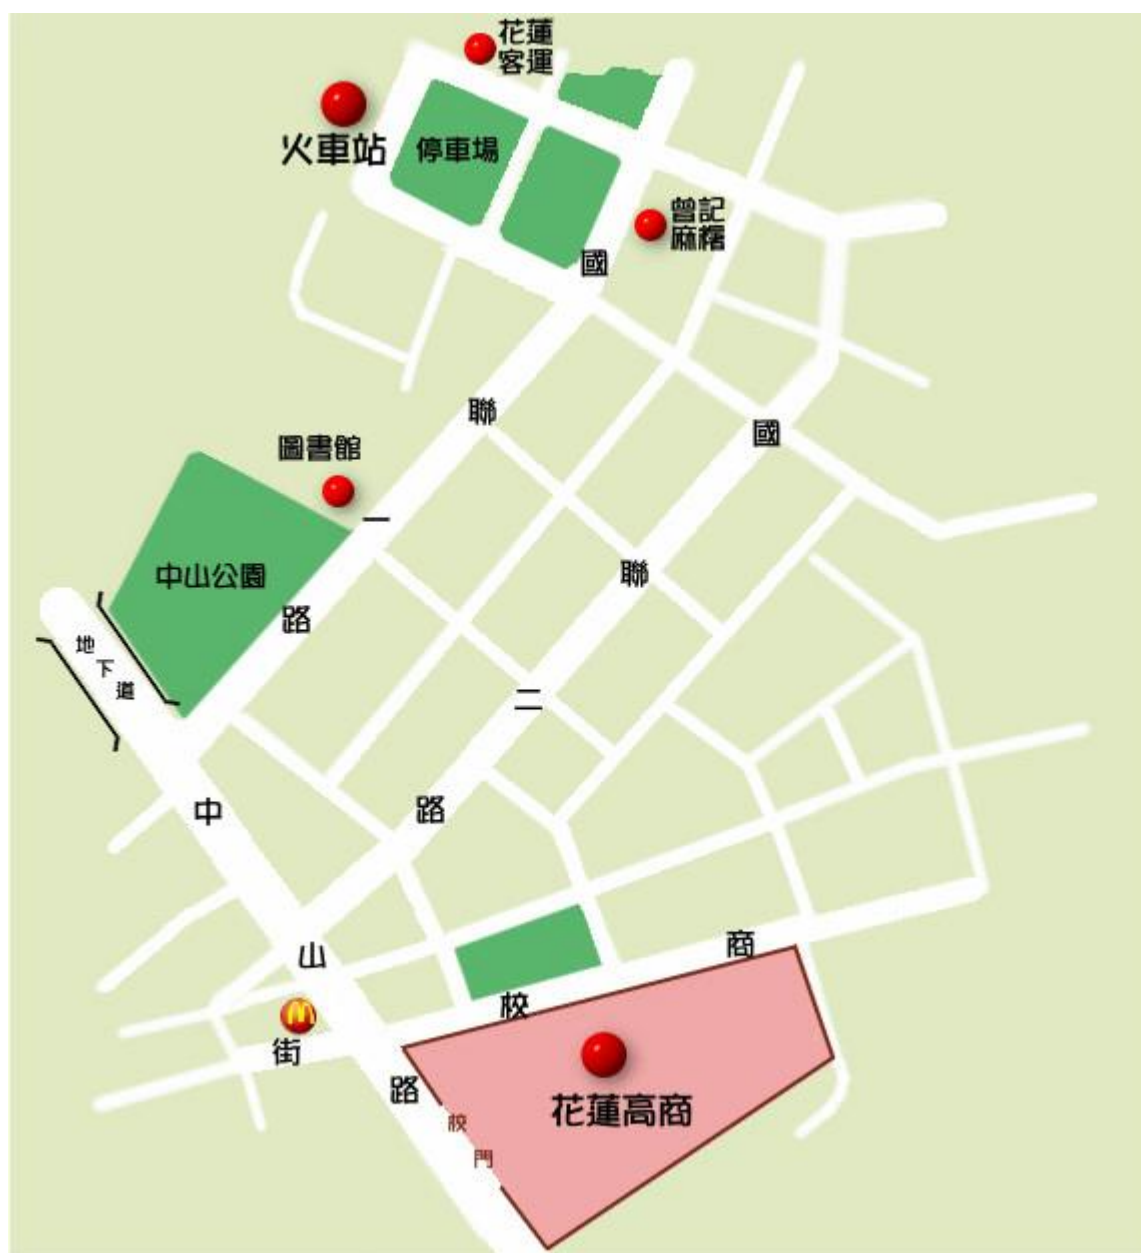 花蓮
客運
火車站
停車場
曾記
麻糬
國聯一路
國聯二路
圖書館
中山公園
地下道
中山路
商校街
花蓮高商
校門